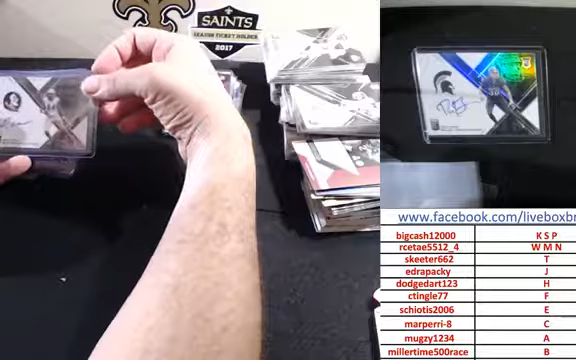 SAINTS
SEASON TICKET HOLDER
2017
www.facebook.com/liveboxbr
bigcash12000 K S P
rcetae5512_4 W M N
skeeter662 T
edrapacky J
dodgedart123 H
ctingle77 F
schiotis2006 E
marperri-8 C
mugzy1234 A
millertime500race B